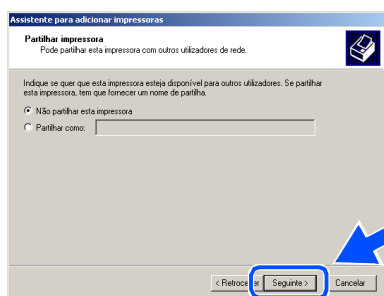 Assistente para adicionar impressoras
Partilhar impressora
Pode partilhar esta impressora com outros utilizadores de rede.
Indique se quer que esta impressora esteja disponível para outros utilizadores. Se partilhar
esta impressora, tem que fornecer um nome de partilha.
Não partilhar esta impressora
Partilhar como:
< Retroceder Seguinte > Cancelar